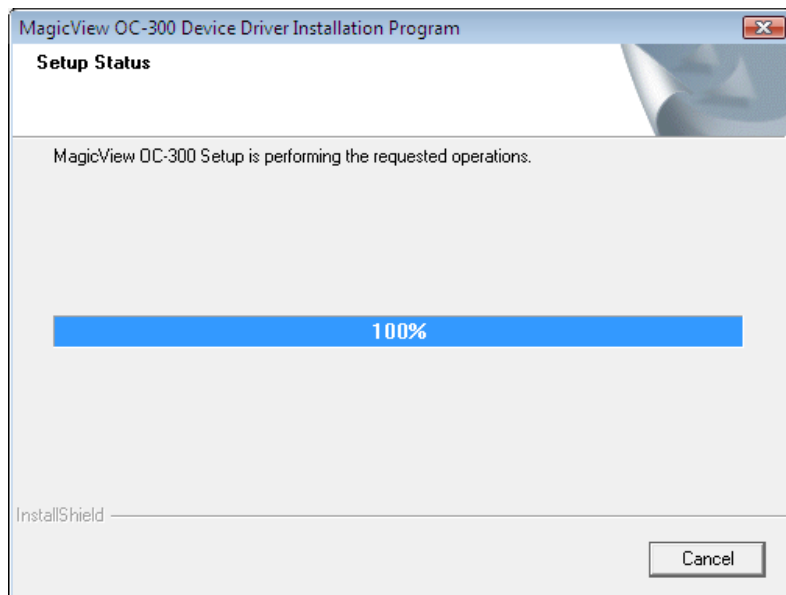 MagicView OC-300 Device Driver Installation Program
Setup Status
MagicView OC-300 Setup is performing the requested operations.
100%
InstallShield
Cancel